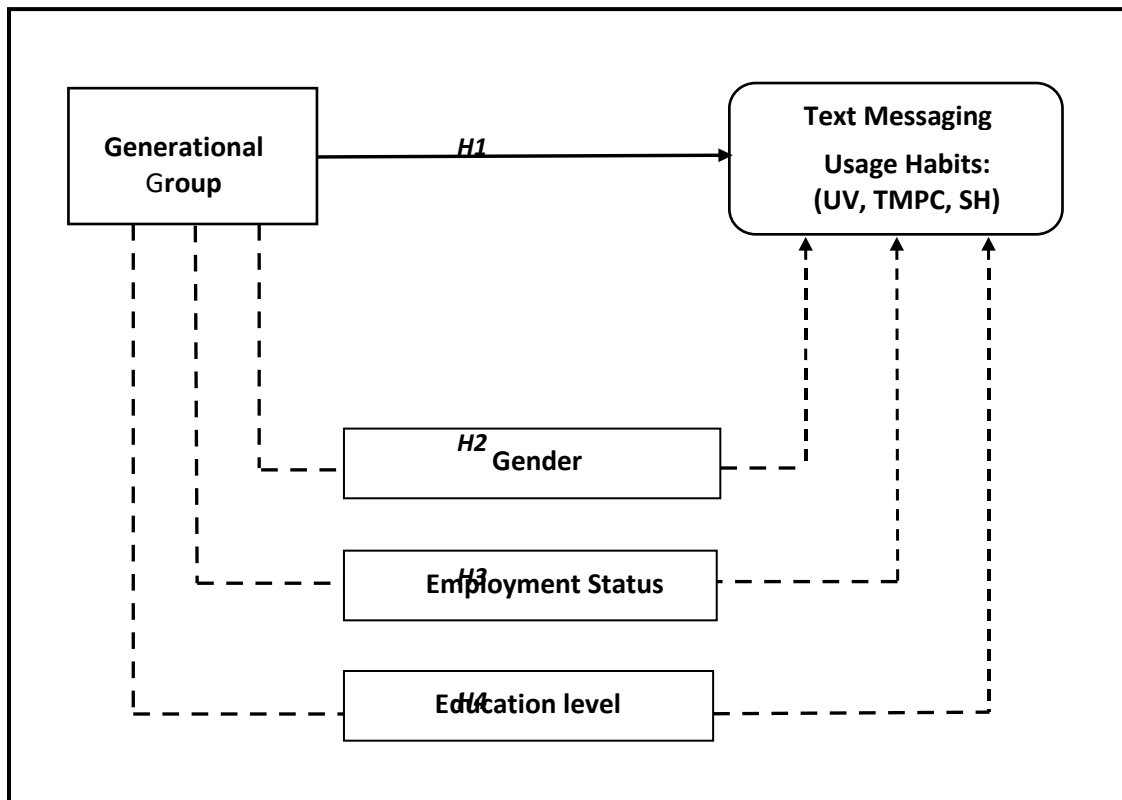 Generational
Group
H1
Text Messaging
Usage Habits:
(UV, TMPC, SH)
H2
Gender
H3
Employment Status
H4
Education level